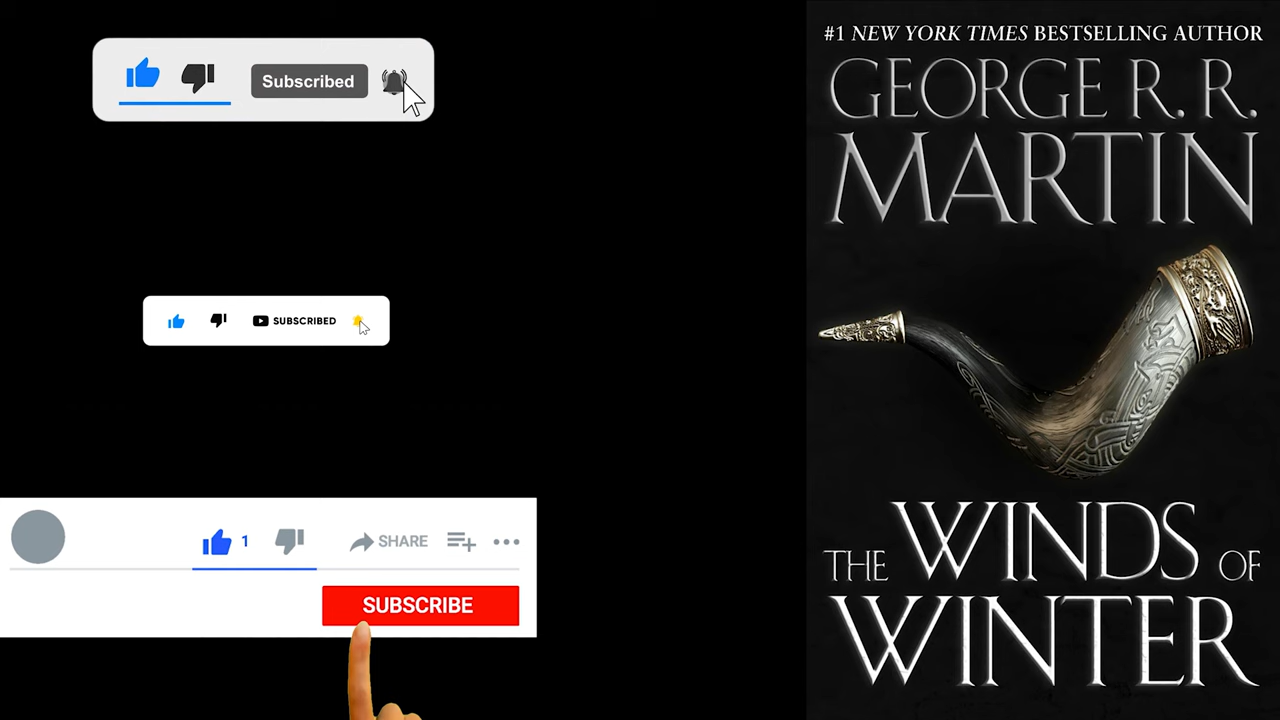 Subscribed
SUBSCRIBED
1
SHARE
SUBSCRIBE
#1 NEW YORK TIMES BESTSELLING AUTHOR
GEORGE R. R.
MARTIN
THE WINDS OF
WINTER